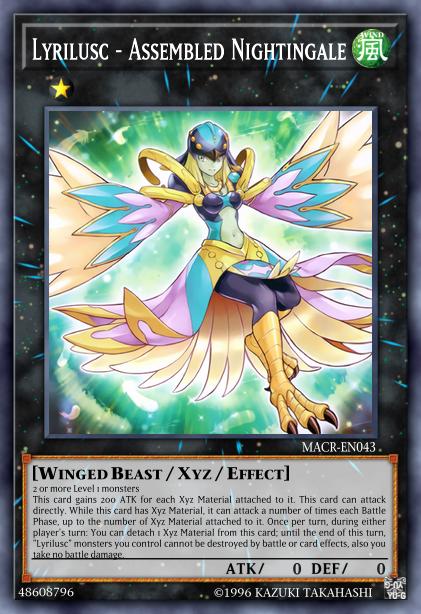 LYRILUSC - ASSEMBLED NIGHTINGALE
WIND
風
MACR-EN043
[WINGED BEAST / XYZ / EFFECT]
2 or more Level 1 monsters
This card gains 200 ATK for each Xyz Material attached to it. This card can attack
directly. While this card has Xyz Material, it can attack a number of times each Battle
Phase, up to the number of Xyz Material attached to it. Once per turn, during either
player's turn: You can detach 1 Xyz Material from this card; until the end of this turn,
"Lyrilusc" monsters you control cannot be destroyed by battle or card effects, also you
take no battle damage.
ATK/ 0 DEF/ 0
48608796 ©1996 KAZUKI TAKAHASHI